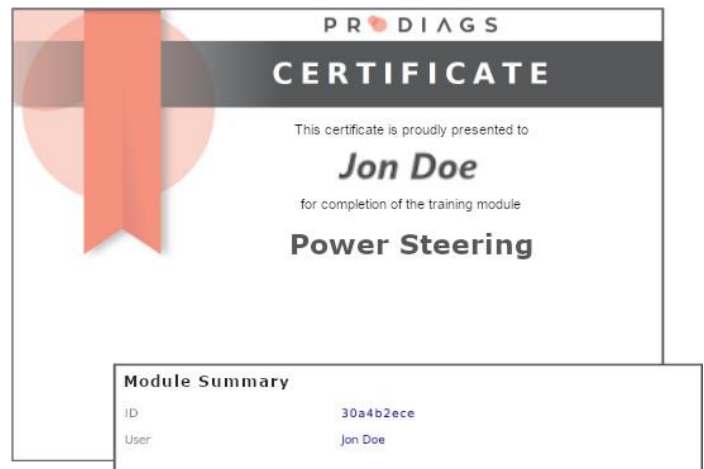 PRODIAGS
CERTIFICATE
This certificate is proudly presented to
Jon Doe
for completion of the training module
Power Steering
Module Summary
ID 30a4b2ece
User Jon Doe